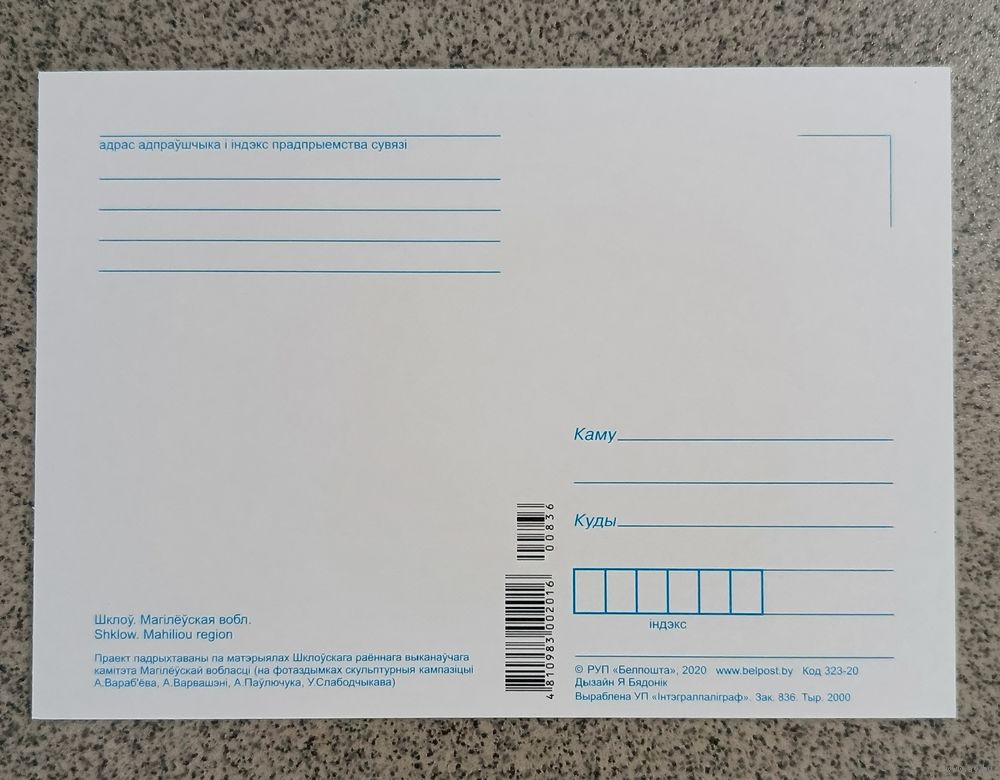 адрас адпраўшчыка і індэкс прадпрыемства сувязі
Каму
Куды
індэкс
00836
4810983002016
Шклоў. Магілёўская вобл.
Shklow. Mahiliou region
Праект падрыхтаваны па матэрыялах Шклоўскага раённага выканаўчага
камітэта Магілёўскай вобласці (на фотаздымках скульптурныя кампазіцыі
А.Вараб'ёва, А.Варвашэні, А.Паўлючука, У.Слабодчыкава)
© РУП «Белпошта», 2020 www.belpost.by Код 323-20
Дызайн Я.Бядонік
Выраблена УП «Інтэгралпаліграф». Зак. 836. Тыр. 2000